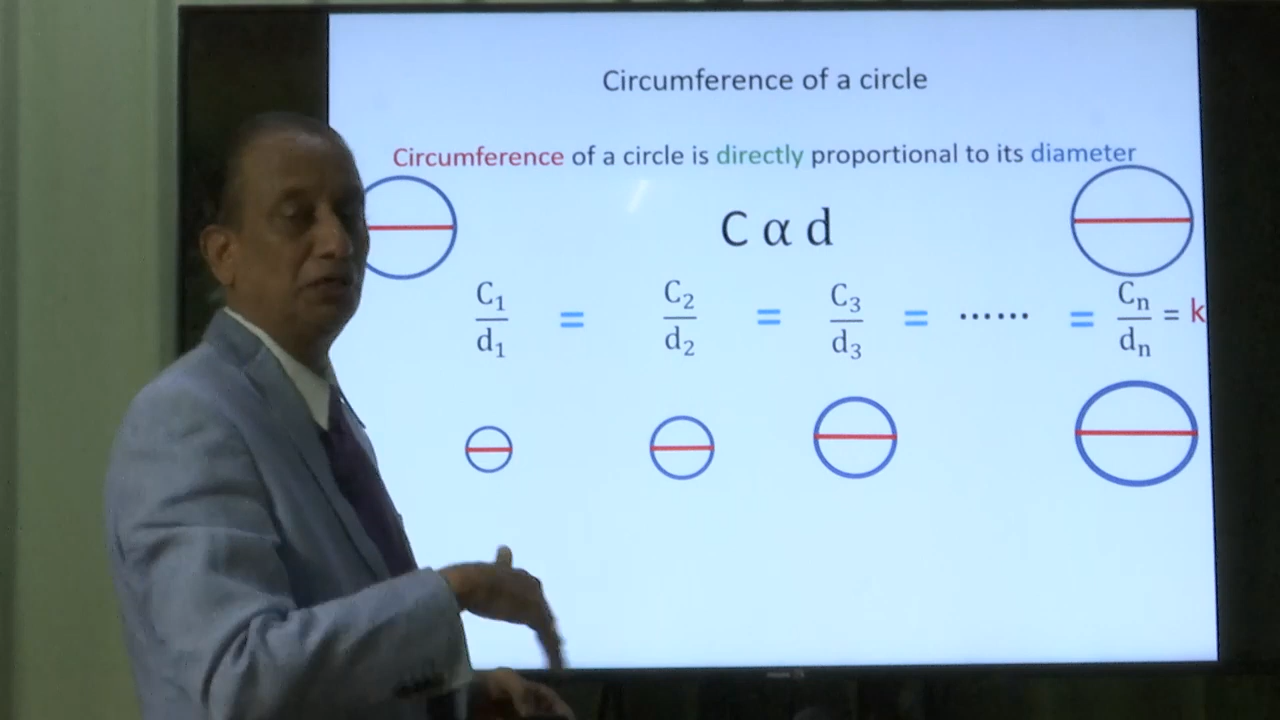 Circumference of a circle
Circumference of a circle is directly proportional to its diameter
C α d
C₁/d₁ = C₂/d₂ = C₃/d₃ = ...... = Cₙ/dₙ = k